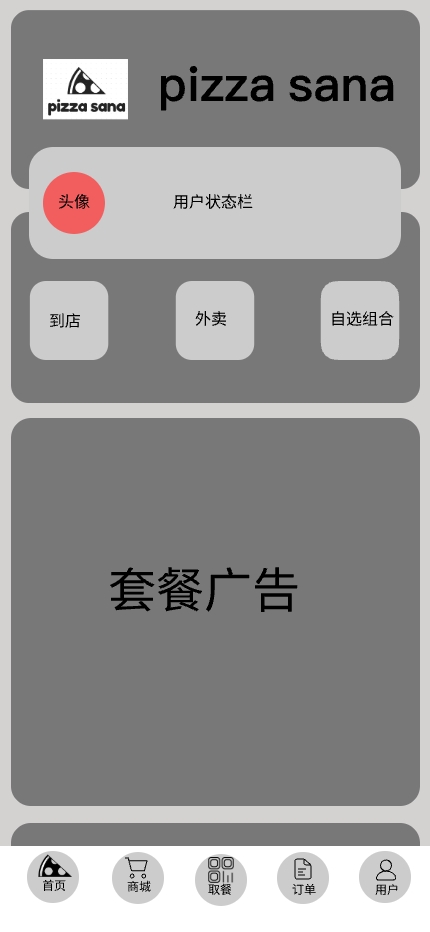 pizza sana
pizza sana
头像
用户状态栏
到店
外卖
自选组合
套餐广告
首页
商城
取餐
订单
用户